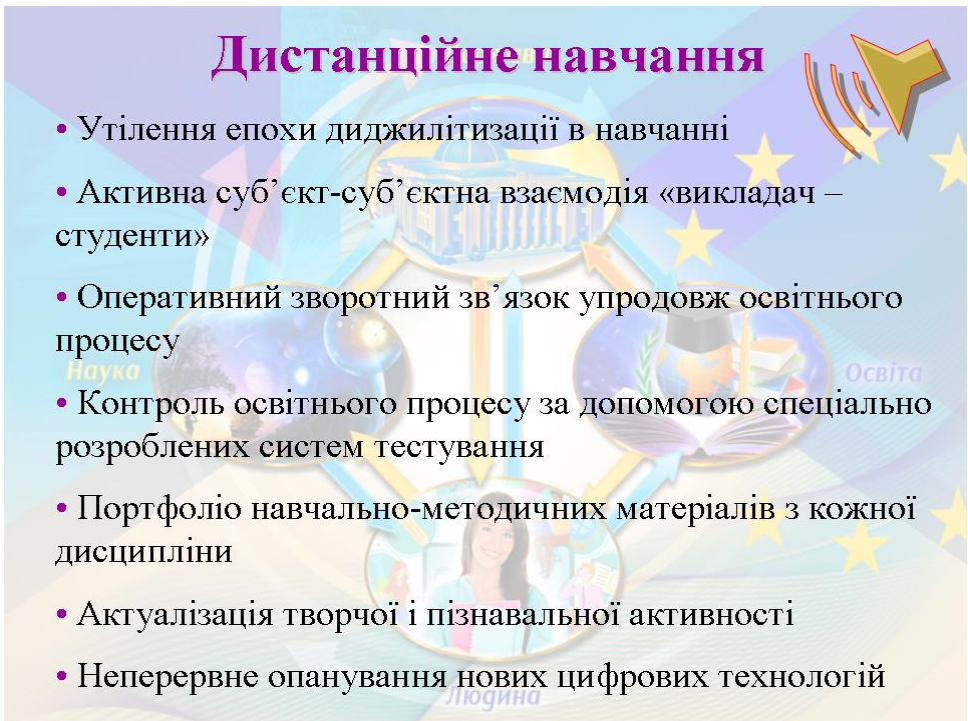 Дистанційне навчання
• Утілення епохи диджилітизації в навчанні
• Активна суб’єкт-суб’єктна взаємодія «викладач –
студенти»
• Оперативний зворотний зв’язок упродовж освітнього
процесу
Наука
Освіта
• Контроль освітнього процесу за допомогою спеціально
розроблених систем тестування
• Портфоліо навчально-методичних матеріалів з кожної
дисципліни
• Актуалізація творчої і пізнавальної активності
• Неперервне опанування нових цифрових технологій
Людина